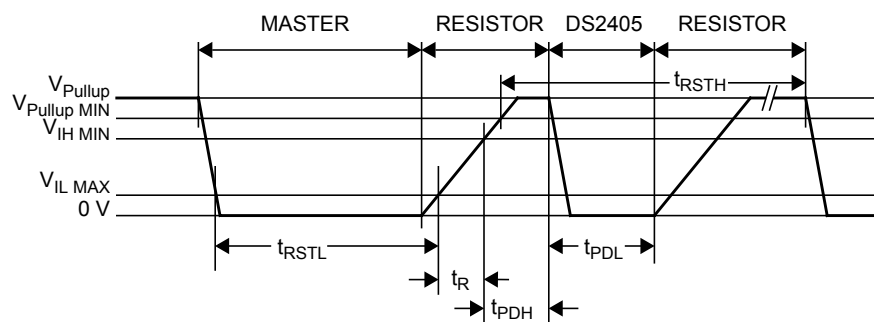 MASTER RESISTOR DS2405 RESISTOR
VPullup
tRSTH
VPullup MIN
VIH MIN
VIL MAX
0 V
tRSTL
tPDL
tR
tPDH